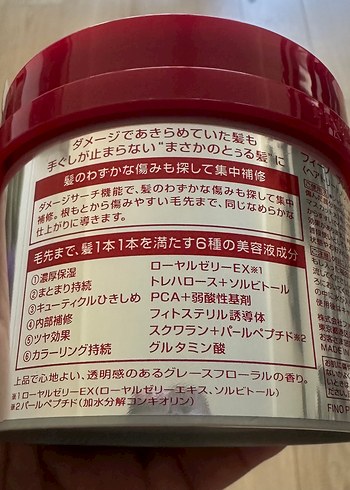 ダメージであきらめていた髪も
手ぐしが止まらない"まさかのとぅる髪"に
髪のわずかな傷みも探して集中補修
ダメージサーチ機能で、髪のわずかな傷みも探して集中
補修。根もとから傷みやすい毛先まで、同じなめらかな
仕上がりに導きます。
毛先まで、髪1本1本を満たす6種の美容液成分
①濃厚保湿 ローヤルゼリーEX※1
②まとまり持続 トレハロース+ソルビトール
③キューティクルひきしめ PCA+弱酸性基剤
④内部補修 フィトステリル誘導体
⑤ツヤ効果 スクワラン+パールペプチド※2
⑥カラーリング持続 グルタミン酸
上品で心地よい、透明感のあるグレースフローラルの香り。
※1ローヤルゼリーEX(ローヤルゼリーエキス、ソルビトール)
※2パールペプチド(加水分解コンキオリン)
FINO P